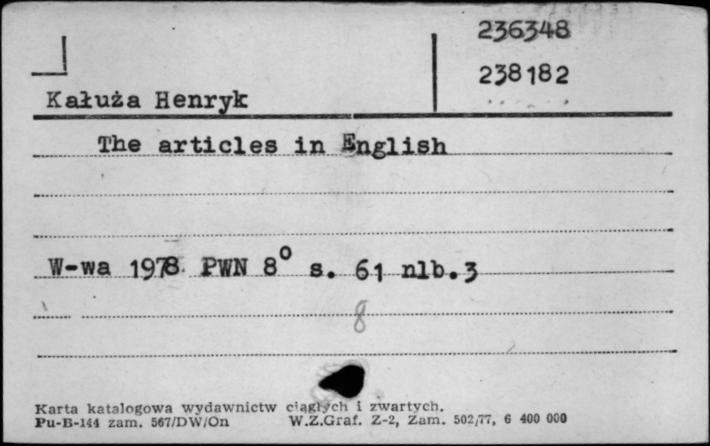 236348
238182
Kałuża Henryk
The articles in English
W-wa 1978 PWN 8° s. 61 nlb.3
8
Karta katalogowa wydawnictw ciągłych i zwartych.
Pu-B-144 zam. 567/DW/On W.Z.Graf. Z-2, Zam. 502/77, 6 400 000